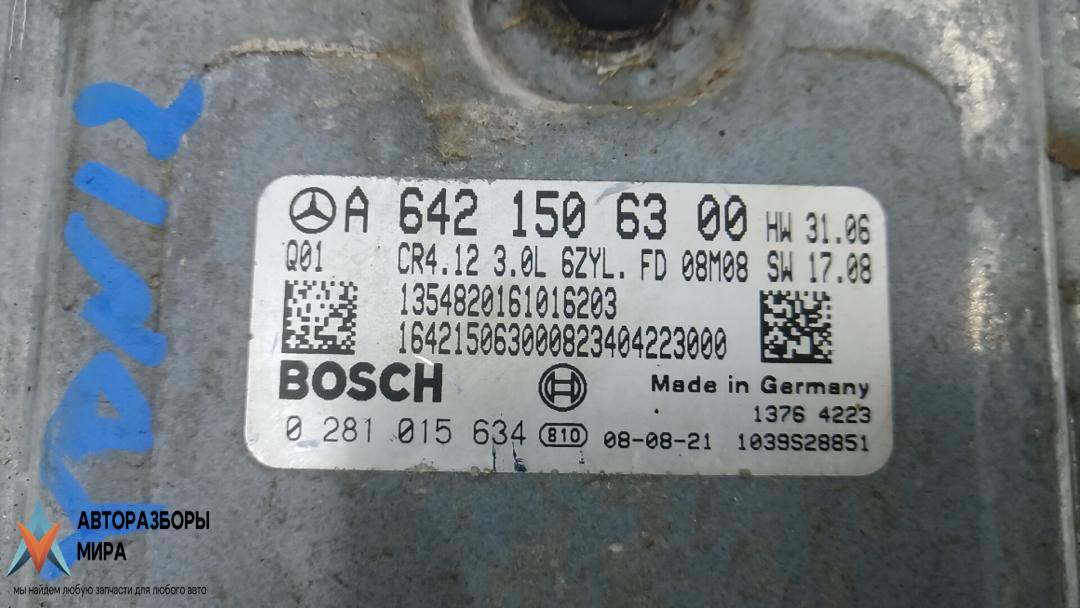 A 642 150 63 00 HW 31.06
Q01 CR4.12 3.0L 6ZYL. FD 08M08 SW 17.08
1354820161016203
16421506300082340422 3000
BOSCH Made in Germany
1376 4223
0 281 015 634 810 08-08-21 1039S28851
АВТОРАЗБОРЫ
МИРА
мы найдем любую запчасти для любого авто